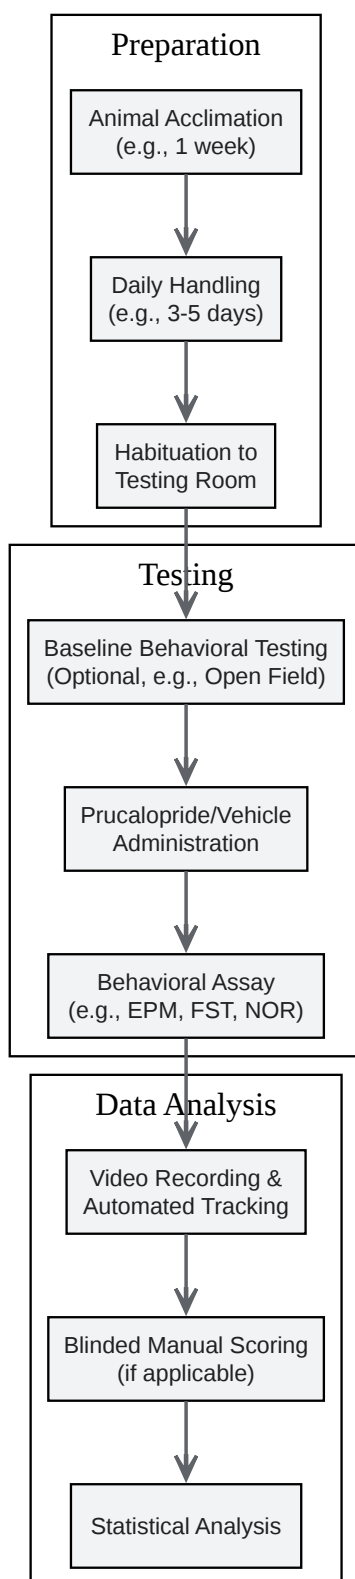 Preparation
Animal Acclimation
(e.g., 1 week)
Daily Handling
(e.g., 3-5 days)
Habituation to
Testing Room
Testing
Baseline Behavioral Testing
(Optional, e.g., Open Field)
Prucalopride/Vehicle
Administration
Behavioral Assay
(e.g., EPM, FST, NOR)
Data Analysis
Video Recording &
Automated Tracking
Blinded Manual Scoring
(if applicable)
Statistical Analysis